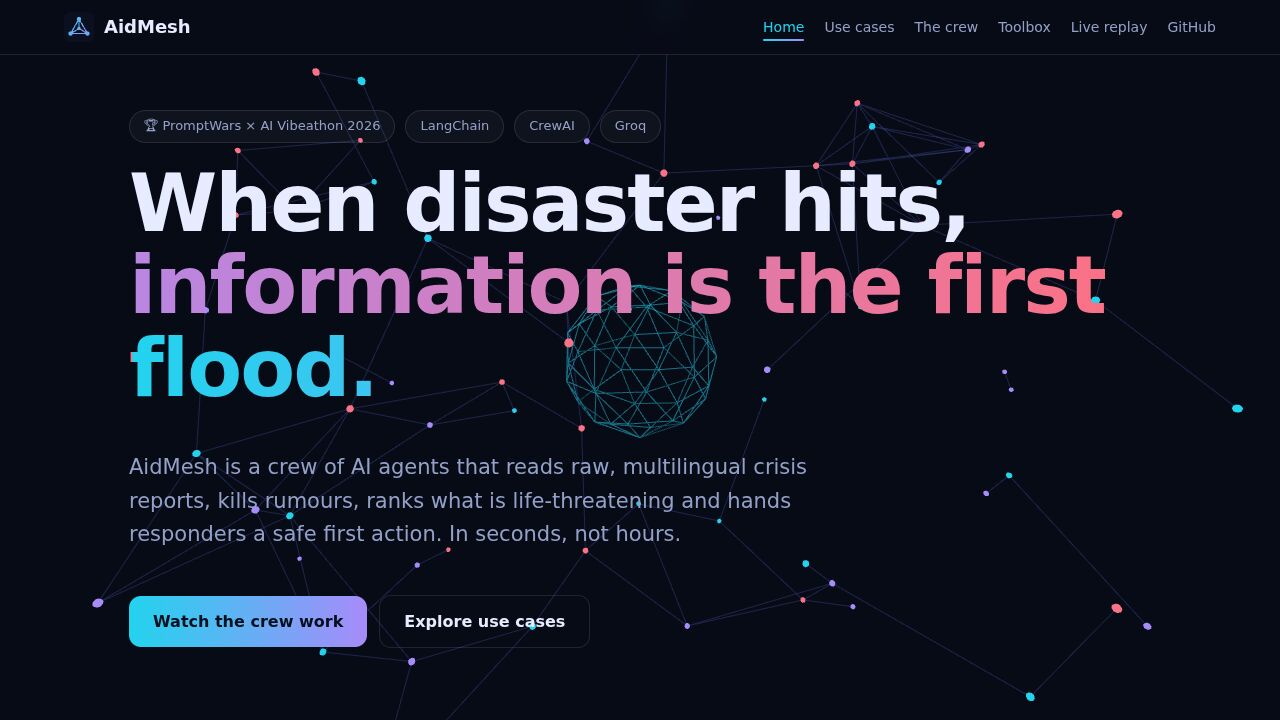 AidMesh
Home Use cases The crew Toolbox Live replay GitHub
🏆 PromptWars × AI Vibeathon 2026 LangChain CrewAI Groq
When disaster hits,
information is the first
flood.
AidMesh is a crew of AI agents that reads raw, multilingual crisis
reports, kills rumours, ranks what is life-threatening and hands
responders a safe first action. In seconds, not hours.
Watch the crew work Explore use cases